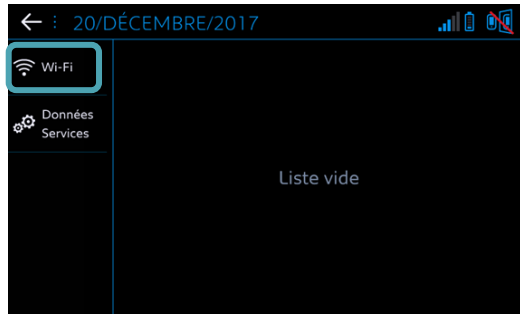 20/DÉCEMBRE/2017
Wi-Fi
Données
Services
Liste vide